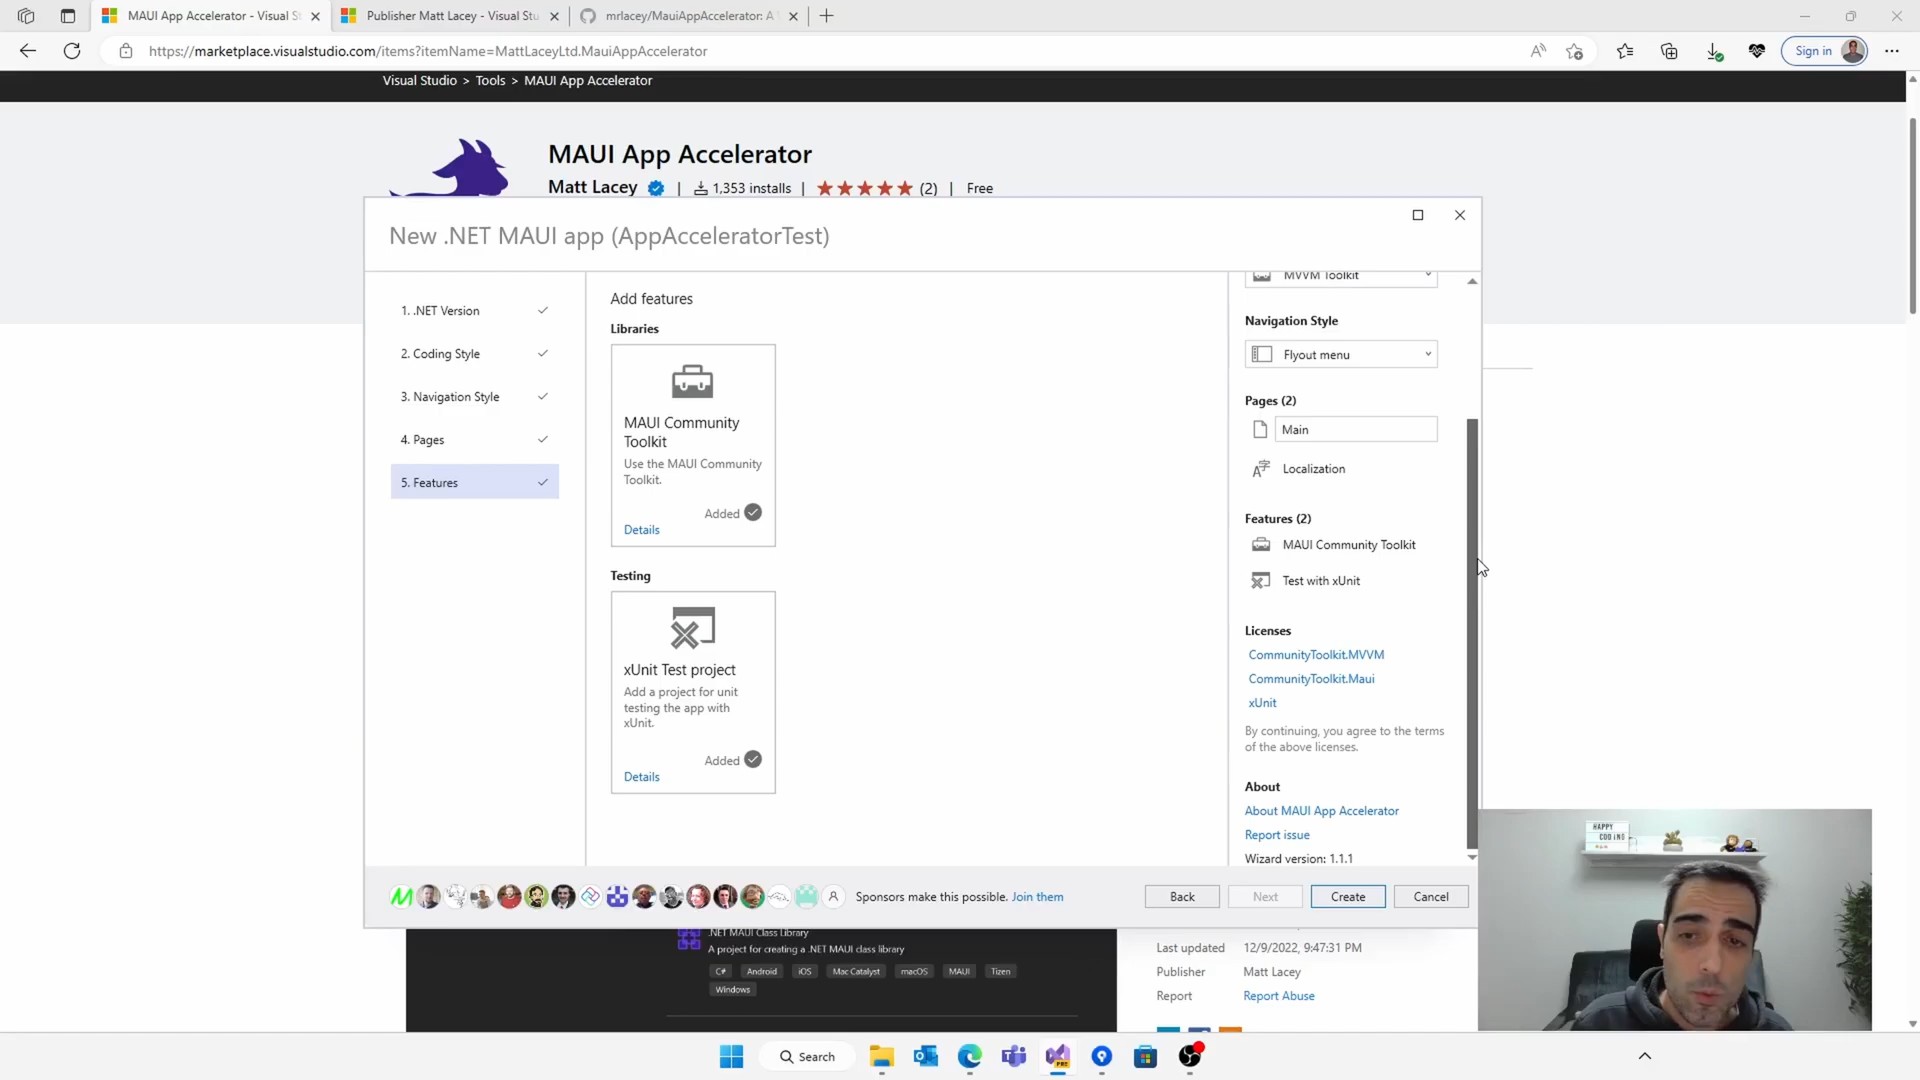 MAUI App Accelerator - Visual St
Publisher Matt Lacey - Visual Stu
mrlacey/MauiAppAccelerator: A V
https://marketplace.visualstudio.com/items?itemName=MattLaceyLtd.MauiAppAccelerator
Sign in
Visual Studio > Tools > MAUI App Accelerator
MAUI App Accelerator
Matt Lacey | 1,353 installs | (2) | Free
New .NET MAUI app (AppAcceleratorTest)
1. .NET Version
2. Coding Style
3. Navigation Style
4. Pages
5. Features
Add features
Libraries
MAUI Community
Toolkit
Use the MAUI Community
Toolkit.
Added
Details
Testing
xUnit Test project
Add a project for unit
testing the app with
xUnit.
Added
Details
MVVM Toolkit
Navigation Style
Flyout menu
Pages (2)
Main
Localization
Features (2)
MAUI Community Toolkit
Test with xUnit
Licenses
CommunityToolkit.MVVM
CommunityToolkit.Maui
xUnit
By continuing, you agree to the terms
of the above licenses.
About
About MAUI App Accelerator
Report issue
Wizard version: 1.1.1
Sponsors make this possible. Join them
Back
Next
Create
Cancel
.NET MAUI Class Library
A project for creating a .NET MAUI class library
C# Android iOS Mac Catalyst macOS MAUI Tizen
Windows
Last updated 12/9/2022, 9:47:31 PM
Publisher Matt Lacey
Report Report Abuse
HAPPY
CODING
Search